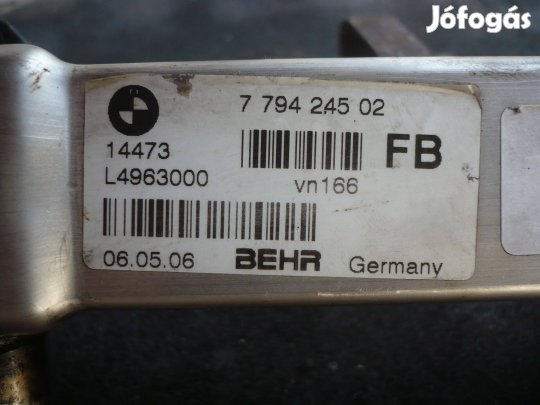 Jófogás
7 794 245 02
14473
FB
L4963000
vn166
06.05.06 BEHR Germany